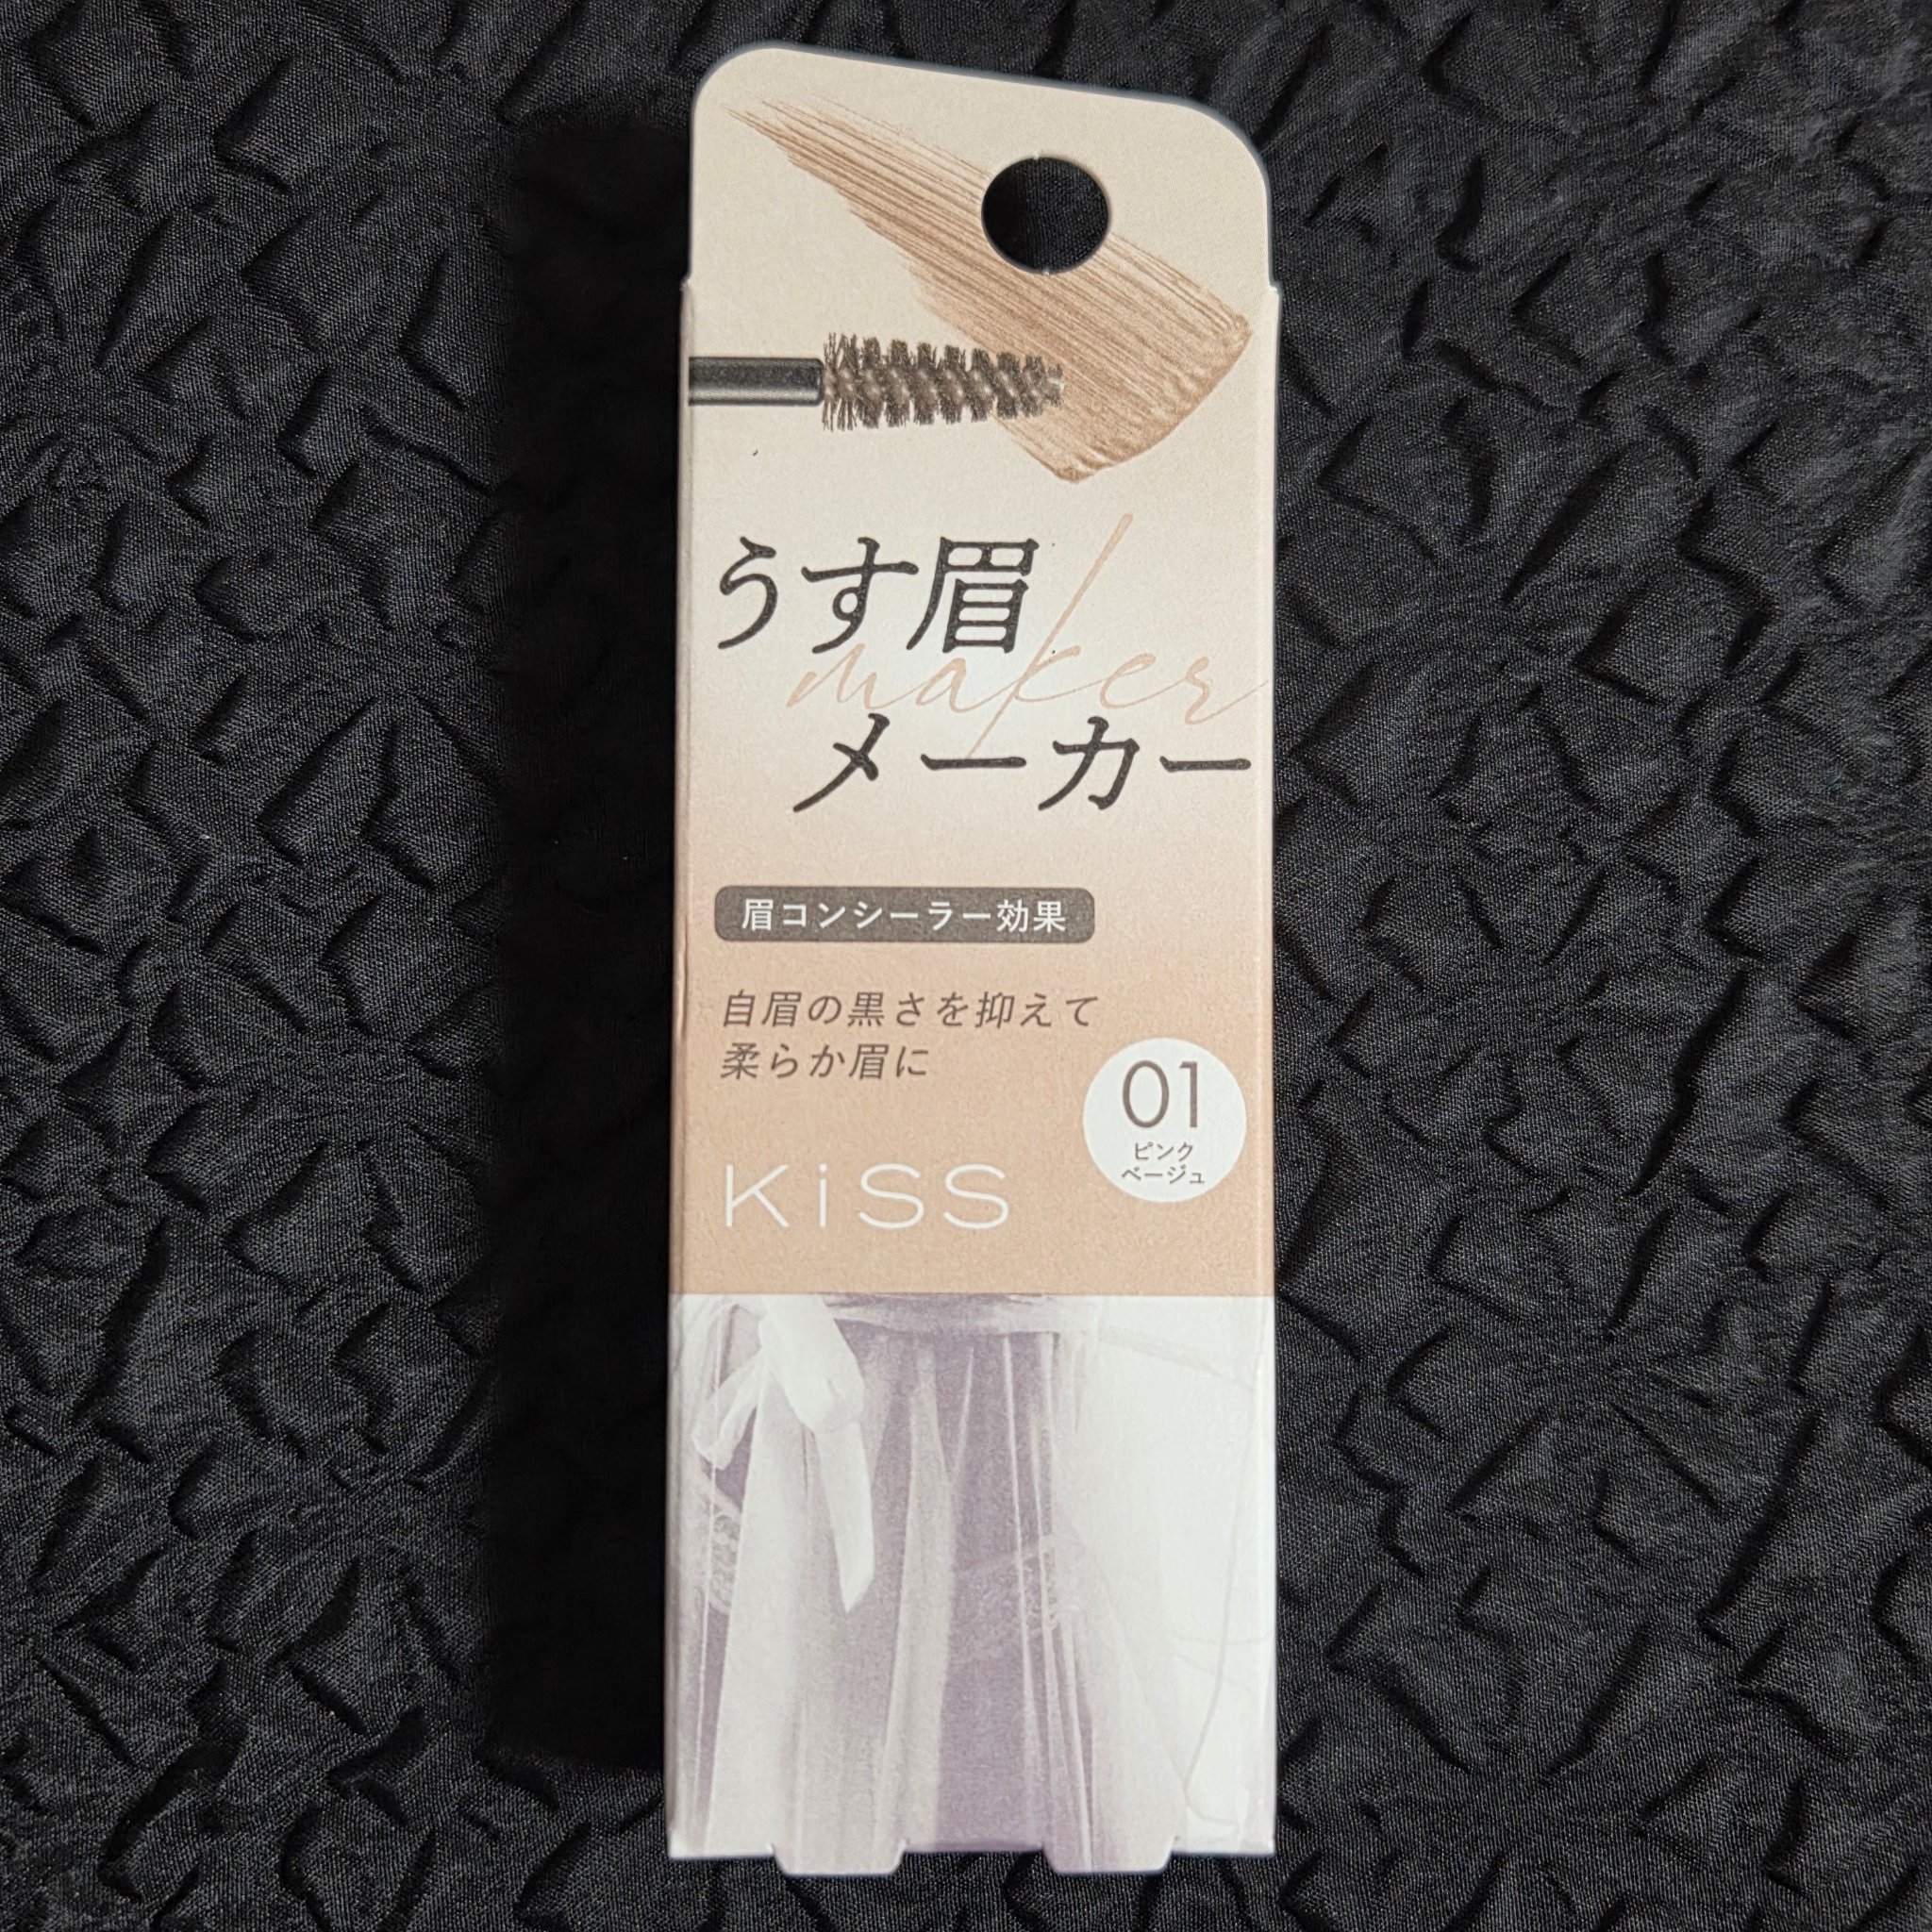 うす眉
maker
メーカー
眉コンシーラー効果
自眉の黒さを抑えて
柔らか眉に
01
ピンク
ベージュ
KiSS